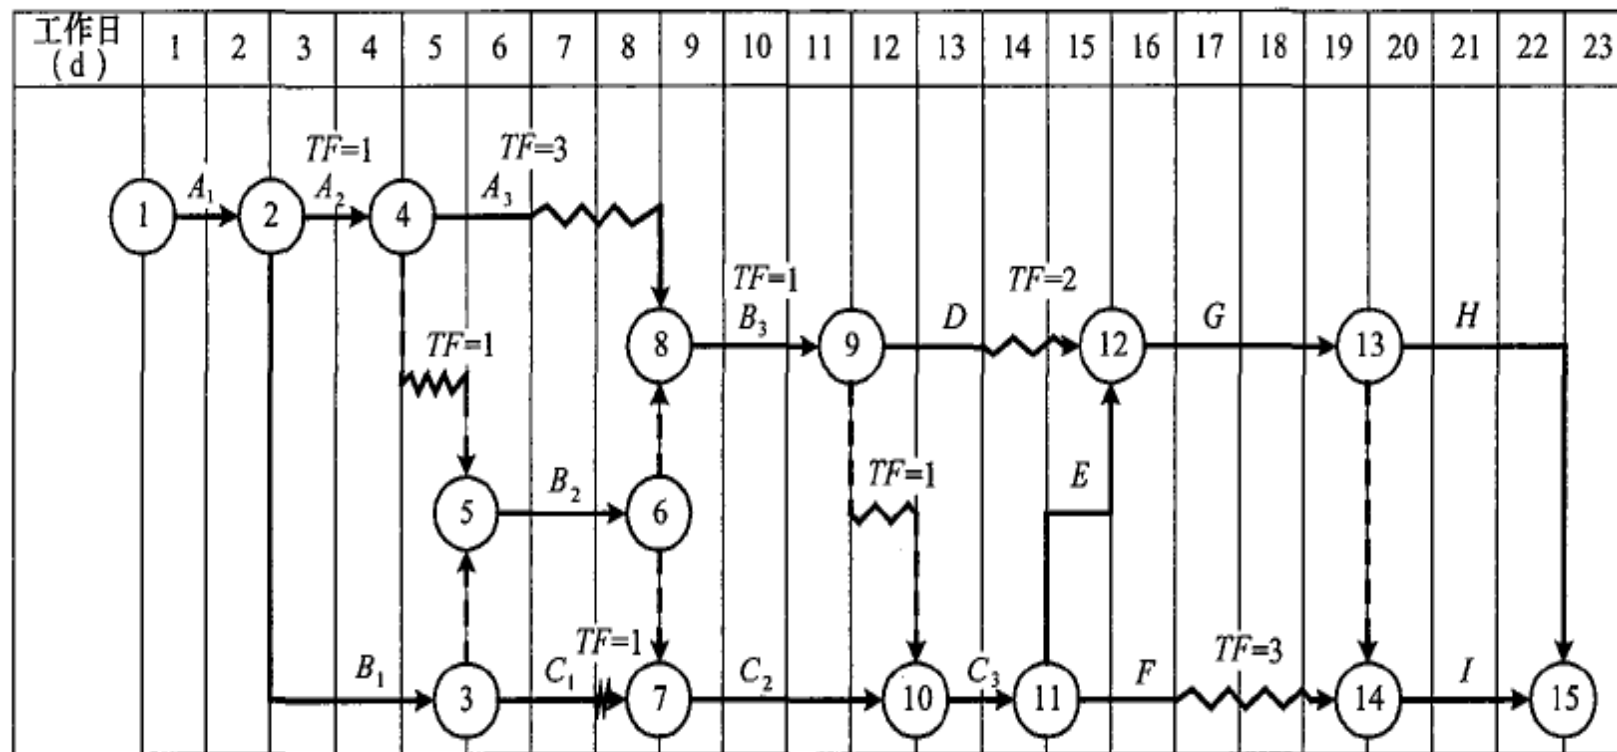 工作日
(d)
1 2 3 4 5 6 7 8 9 10 11 12 13 14 15 16 17 18 19 20 21 22 23
TF=1 TF=3
1 A₁ 2 A₂ 4 A₃
TF=1 TF=2
8 B₃ 9 D 12 G 13 H
TF=1
TF=1 E
5 B₂ 6
TF=1 TF=3
B₁ 3 C₁ 7 C₂ 10 C₃ 11 F 14 I 15